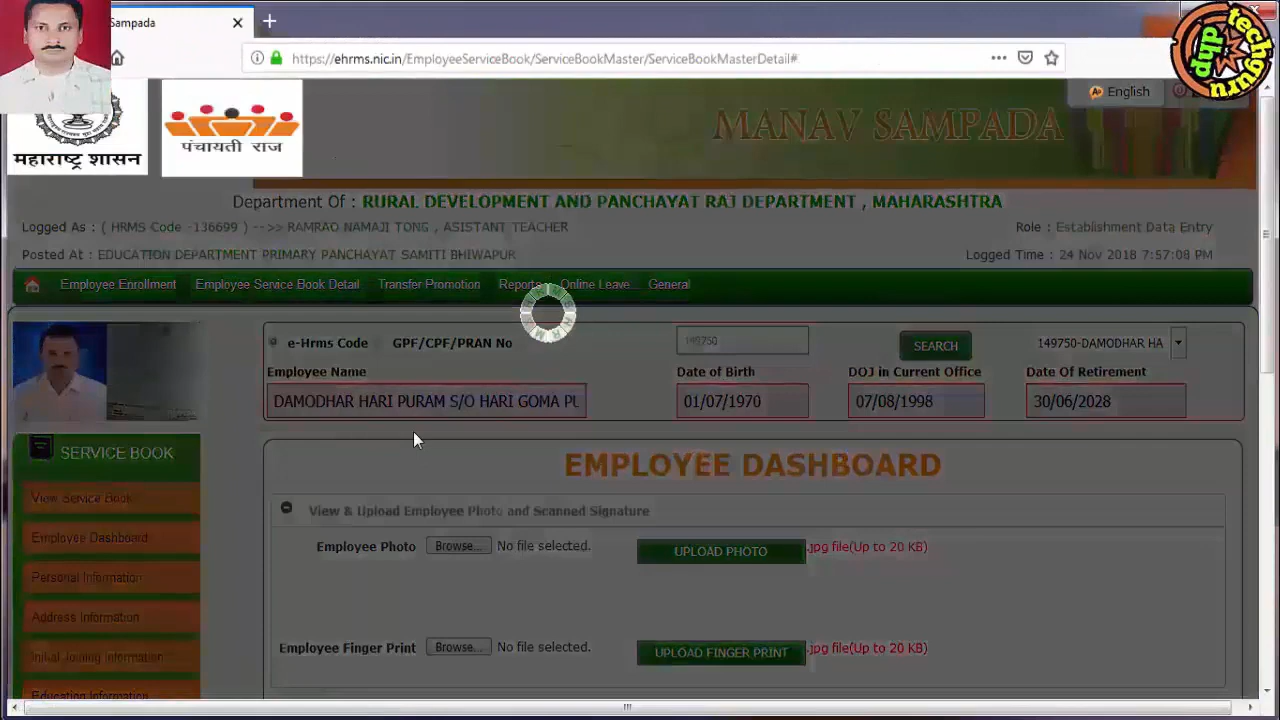 Sampada
https://ehrms.nic.in/EmployeeServiceBook/ServiceBookMaster/ServiceBookMasterDetail#
techguru
dhp
English
महाराष्ट्र शासन
पंचायती राज
MANAV SAMPADA
Department Of : RURAL DEVELOPMENT AND PANCHAYAT RAJ DEPARTMENT , MAHARASHTRA
Logged As : ( HRMS Code -136699 ) -->> RAMRAO NAMAJI TONG , ASISTANT TEACHER
Role : Establishment Data Entry
Posted At : EDUCATION DEPARTMENT PRIMARY PANCHAYAT SAMITI BHIWAPUR
Logged Time : 24 Nov 2018 7:57:08 PM
Employee Enrollment Employee Service Book Detail Transfer Promotion Reports Online Leave... General
e-Hrms Code GPF/CPF/PRAN No 149750 SEARCH 149750-DAMODHAR HA
Employee Name Date of Birth DOJ in Current Office Date Of Retirement
DAMODHAR HARI PURAM S/O HARI GOMA PU 01/07/1970 07/08/1998 30/06/2028
SERVICE BOOK
View Service Book
Employee Dashboard
Personal Information
Address Information
Initial Joining Information
Education Information
EMPLOYEE DASHBOARD
View & Upload Employee Photo and Scanned Signature
Employee Photo Browse... No file selected. UPLOAD PHOTO .jpg file(Up to 20 KB)
Employee Finger Print Browse... No file selected. UPLOAD FINGER PRINT .jpg file(Up to 20 KB)